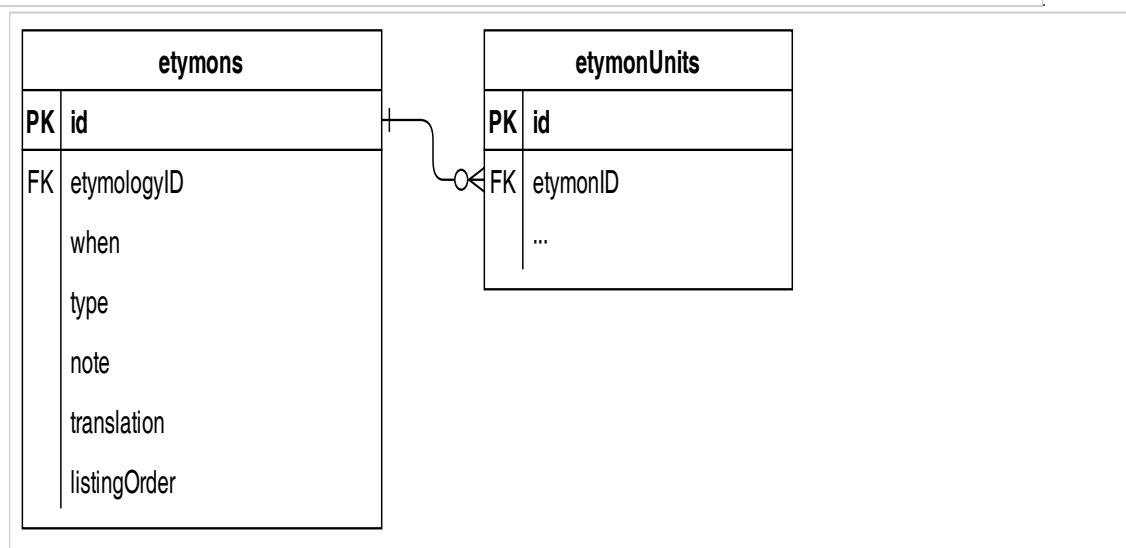 etymons
PK id
FK etymologyID
when
type
note
translation
listingOrder
etymonUnits
PK id
FK etymonID
...